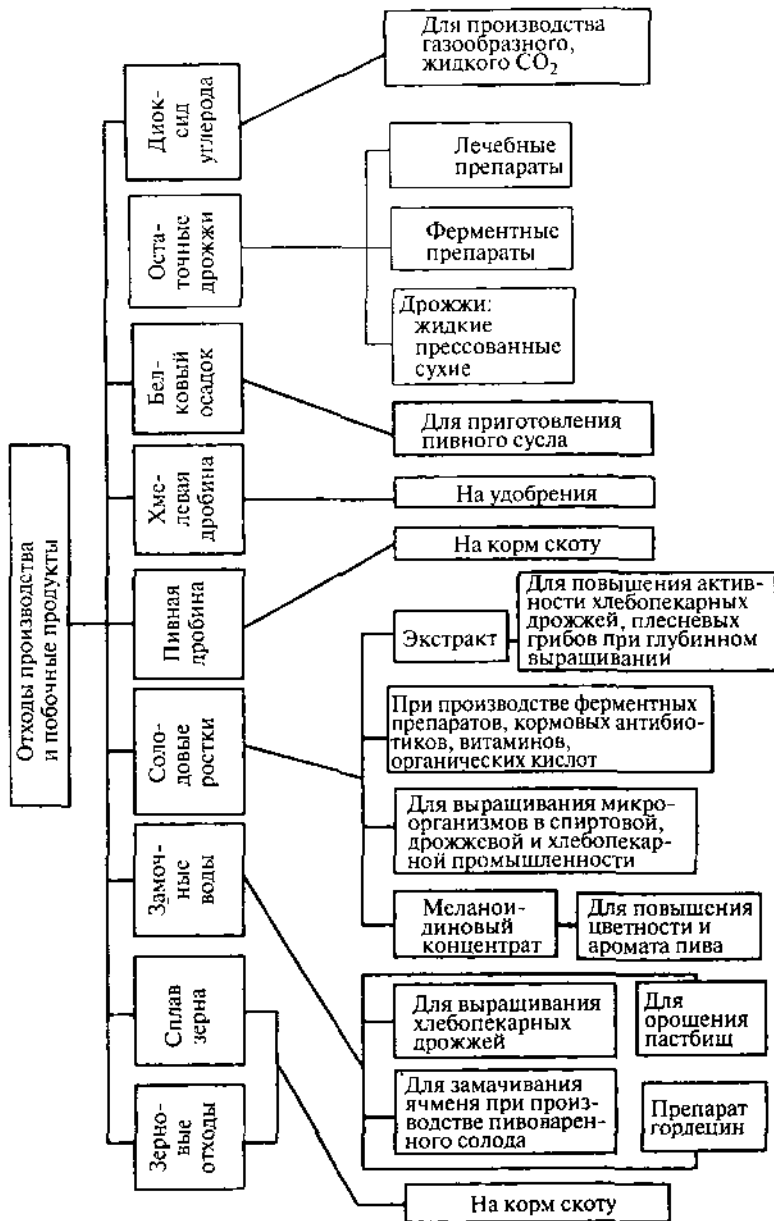 Отходы производства
и побочные продукты
Диок-
сид
углерода
Оста-
точные
дрожжи
Бел-
ковый
осадок
Хме-
левая
дробина
Пивная
дробина
Соло-
довые
ростки
Замоч-
ные
воды
Сплав
зерна
Зерно-
вые
отходы
Для производства
газообразного,
жидкого CO₂
Лечебные
препараты
Ферментные
препараты
Дрожжи:
жидкие
прессованные
сухие
Для приготовления
пивного сусла
На удобрения
На корм скоту
Экстракт
Для повышения актив-
ности хлебопекарных
дрожжей, плесневых
грибов при глубинном
выращивании
При производстве ферментных
препаратов, кормовых антибио-
тиков, витаминов,
органических кислот
Для выращивания микро-
организмов в спиртовой,
дрожжевой и хлебопекар-
ной промышленности
Меланои-
диновый
концентрат
Для повышения
цветности и
аромата пива
Для выращивания
хлебопекарных
дрожжей
Для
орошения
пастбищ
Для замачивания
ячменя при произ-
водстве пивоварен-
ного солода
Препарат
гордецин
На корм скоту